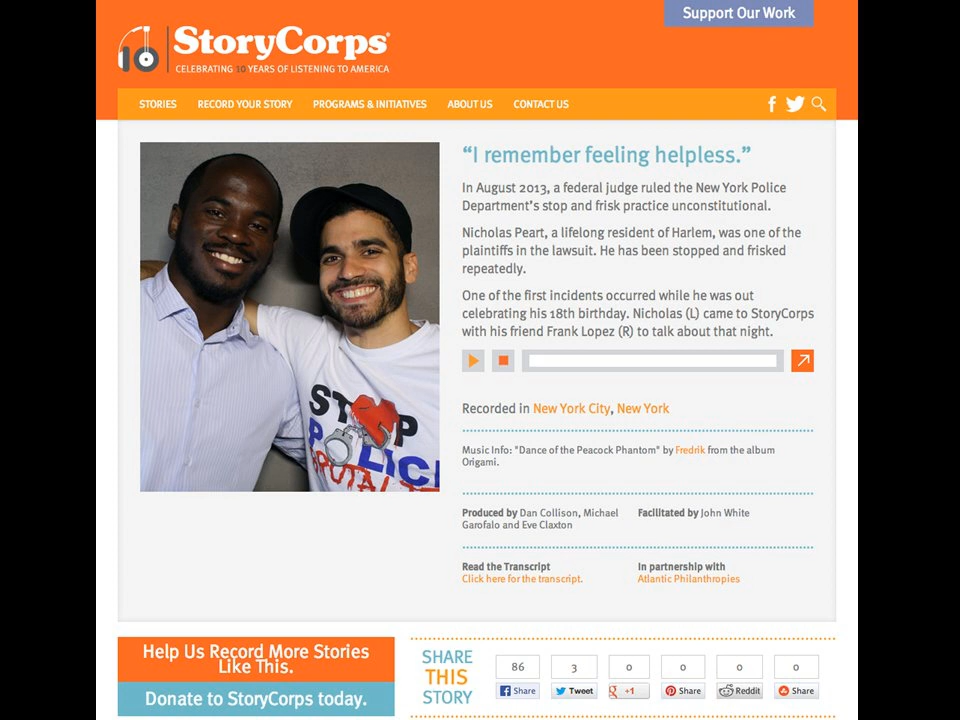 Support Our Work
10
StoryCorps®
CELEBRATING 10 YEARS OF LISTENING TO AMERICA
STORIES RECORD YOUR STORY PROGRAMS & INITIATIVES ABOUT US CONTACT US
“I remember feeling helpless.”
In August 2013, a federal judge ruled the New York Police
Department’s stop and frisk practice unconstitutional.
Nicholas Peart, a lifelong resident of Harlem, was one of the
plaintiffs in the lawsuit. He has been stopped and frisked
repeatedly.
One of the first incidents occurred while he was out
celebrating his 18th birthday. Nicholas (L) came to StoryCorps
with his friend Frank Lopez (R) to talk about that night.
STOP
POLICE
BRUTALITY
Recorded in New York City, New York
Music Info: "Dance of the Peacock Phantom" by Fredrik from the album
Origami.
Produced by Dan Collison, Michael
Garofalo and Eve Claxton
Facilitated by John White
Read the Transcript
Click here for the transcript.
In partnership with
Atlantic Philanthropies
Help Us Record More Stories
Like This.
Donate to StoryCorps today.
SHARE
THIS
STORY
86 3 0 0 0 0
Share Tweet +1 Share Reddit Share